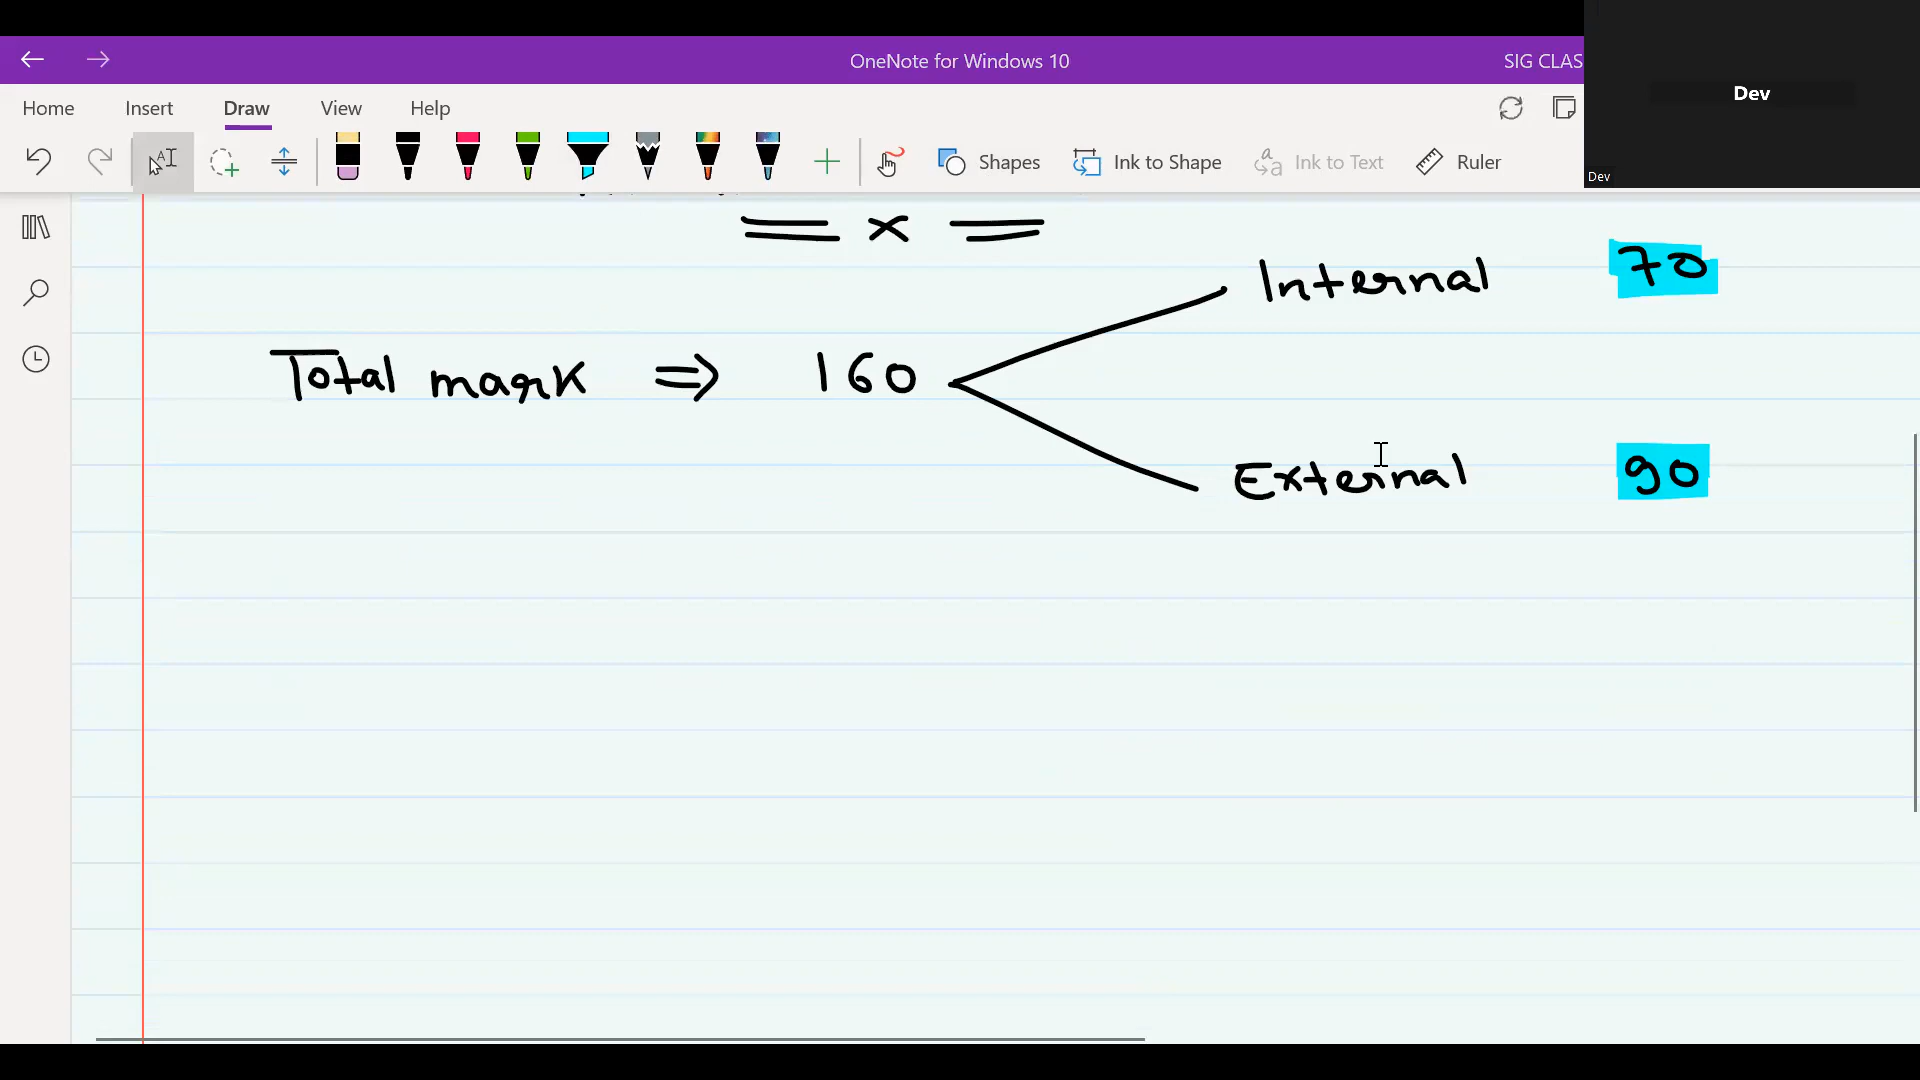 OneNote for Windows 10
SIG CLAS
Dev
Home Insert Draw View Help
Shapes Ink to Shape Ink to Text Ruler
Dev
Internal 70
Total mark ⇒ 160
External 90